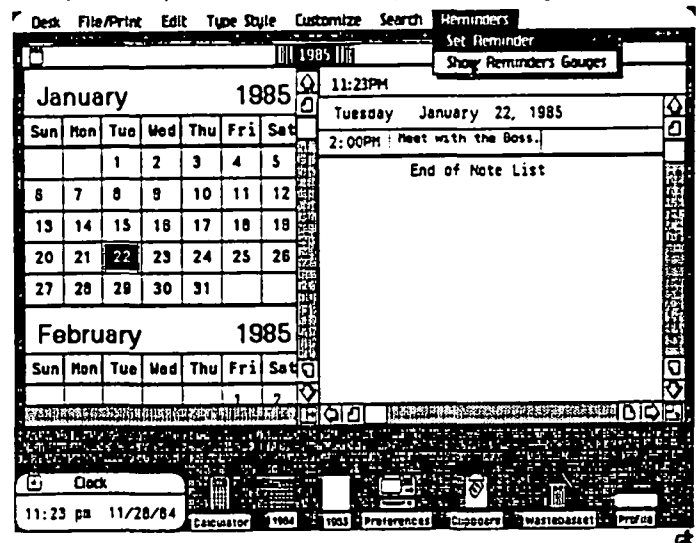 Desk File/Print Edit Type Style Customize Search Reminders
Set Reminder
Show Reminders Gauges
1985
January 1985
Sun Mon Tue Wed Thu Fri Sat
1 2 3 4 5
6 7 8 9 10 11 12
13 14 15 16 17 18 19
20 21 22 23 24 25 26
27 28 29 30 31
February 1985
Sun Mon Tue Wed Thu Fri Sat
1 2
11:23PM
Tuesday January 22, 1985
2:00PM Meet with the Boss.
End of Note List
Clock
11:23 pm 11/28/84
Calculator 1984 1985 Preferences Clipboard Wastebasket Profile